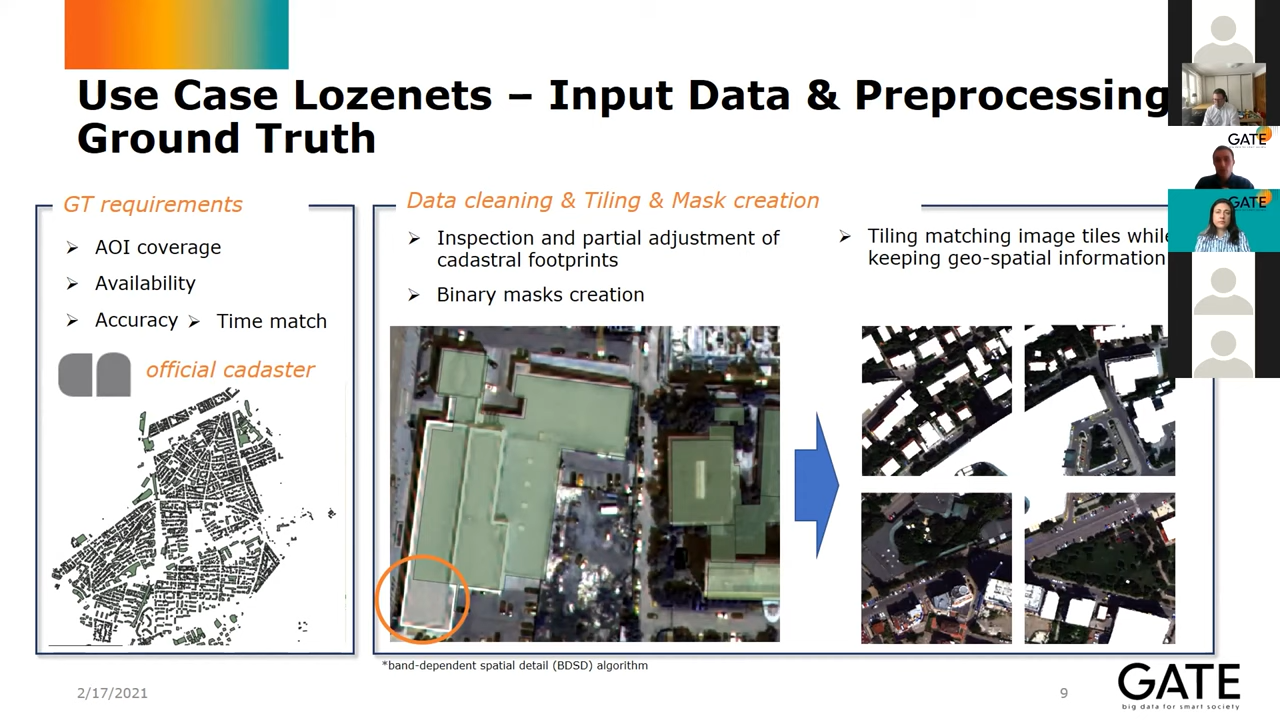 Use Case Lozenets – Input Data & Preprocessing
Ground Truth
GT requirements
➢ AOI coverage
➢ Availability
➢ Accuracy ➢ Time match
official cadaster
Data cleaning & Tiling & Mask creation
➢ Inspection and partial adjustment of
cadastral footprints
➢ Binary masks creation
➢ Tiling matching image tiles while
keeping geo-spatial information
*band-dependent spatial detail (BDSD) algorithm
2/17/2021
9
GATE
big data for smart society
GATE
GATE